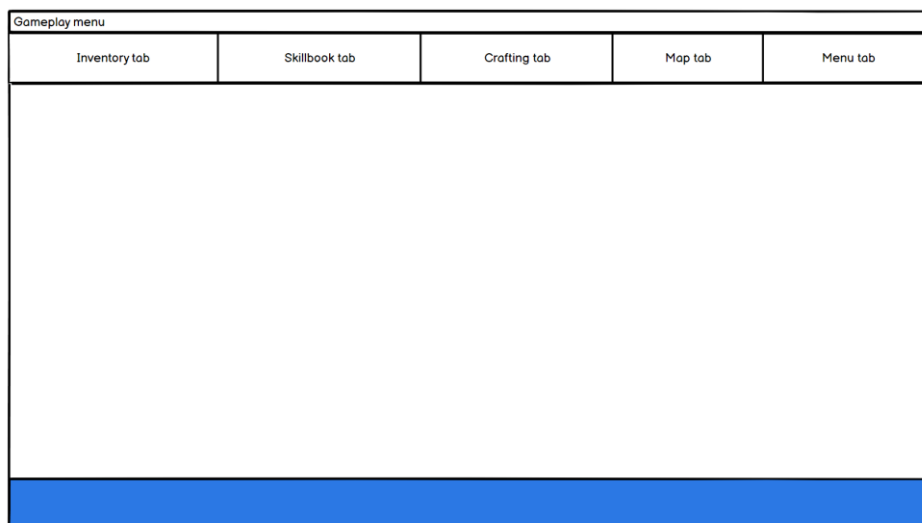 Gameplay menu
Inventory tab
Skillbook tab
Crafting tab
Map tab
Menu tab